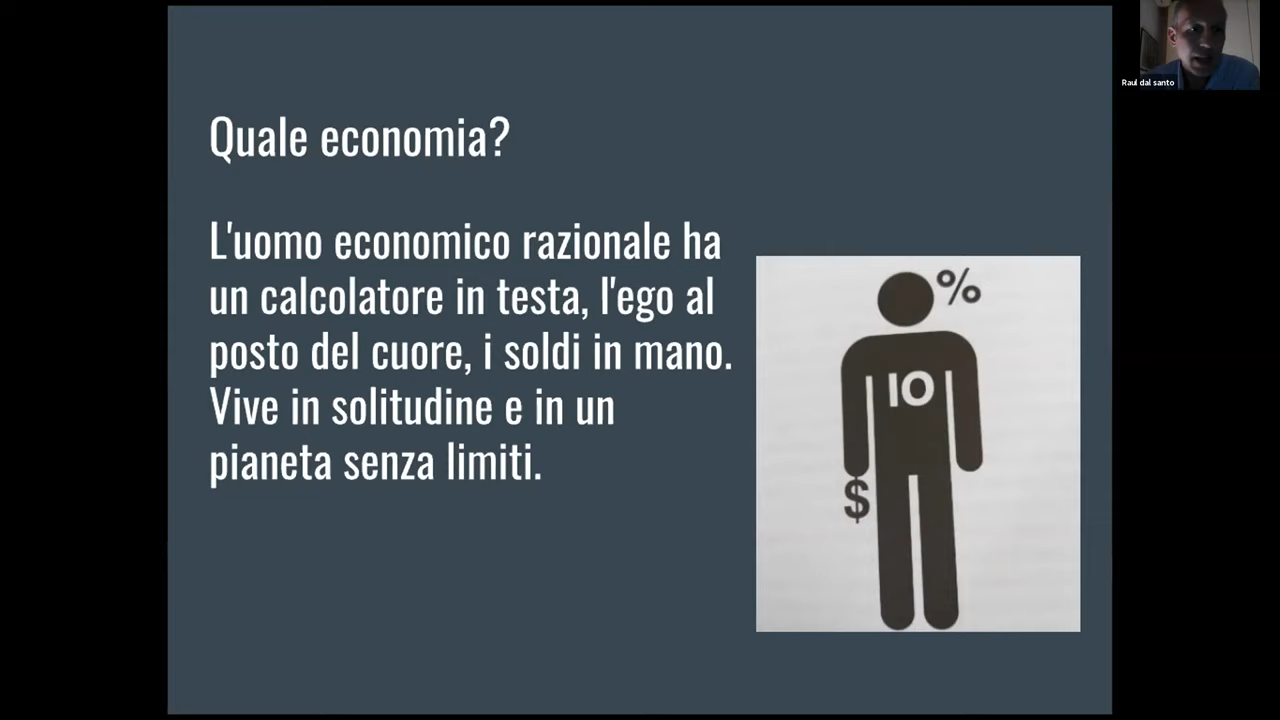 Quale economia?
L'uomo economico razionale ha
un calcolatore in testa, l'ego al
posto del cuore, i soldi in mano.
Vive in solitudine e in un
pianeta senza limiti.
%
IO
$
Raul dal santo